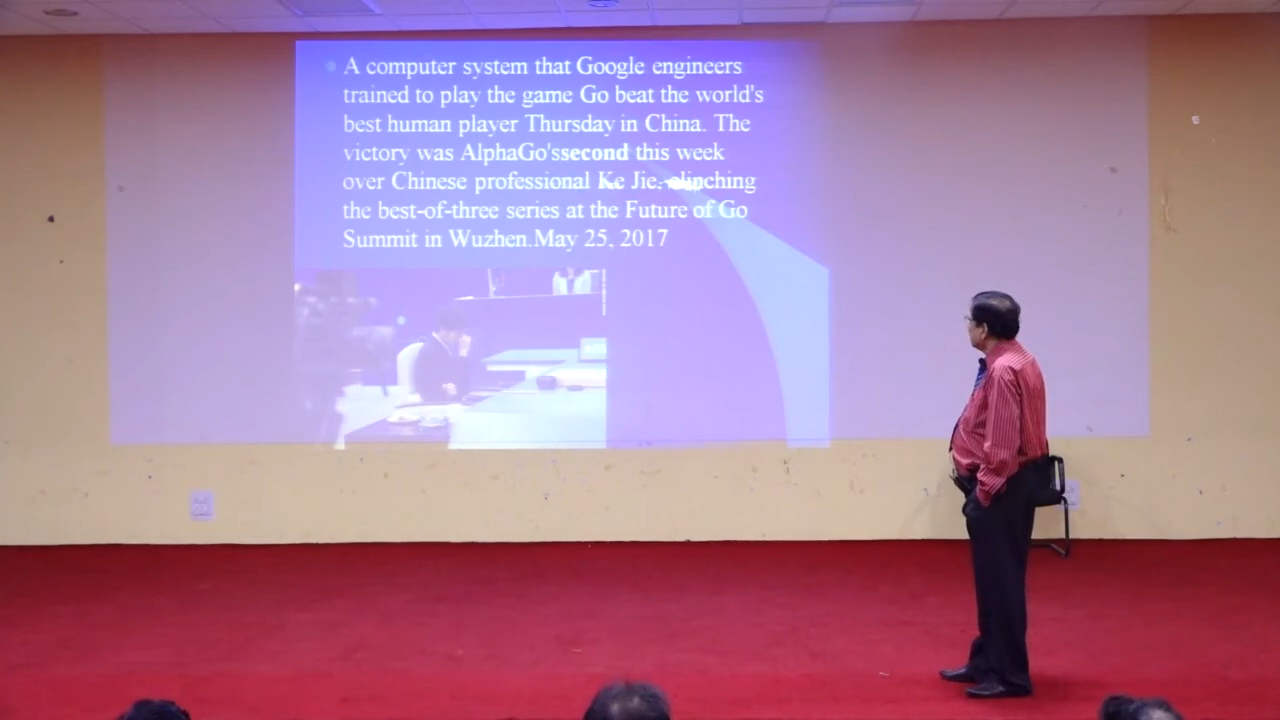 A computer system that Google engineers
trained to play the game Go beat the world's
best human player Thursday in China. The
victory was AlphaGo'ssecond this week
over Chinese professional Ke Jie, clinching
the best-of-three series at the Future of Go
Summit in Wuzhen.May 25, 2017